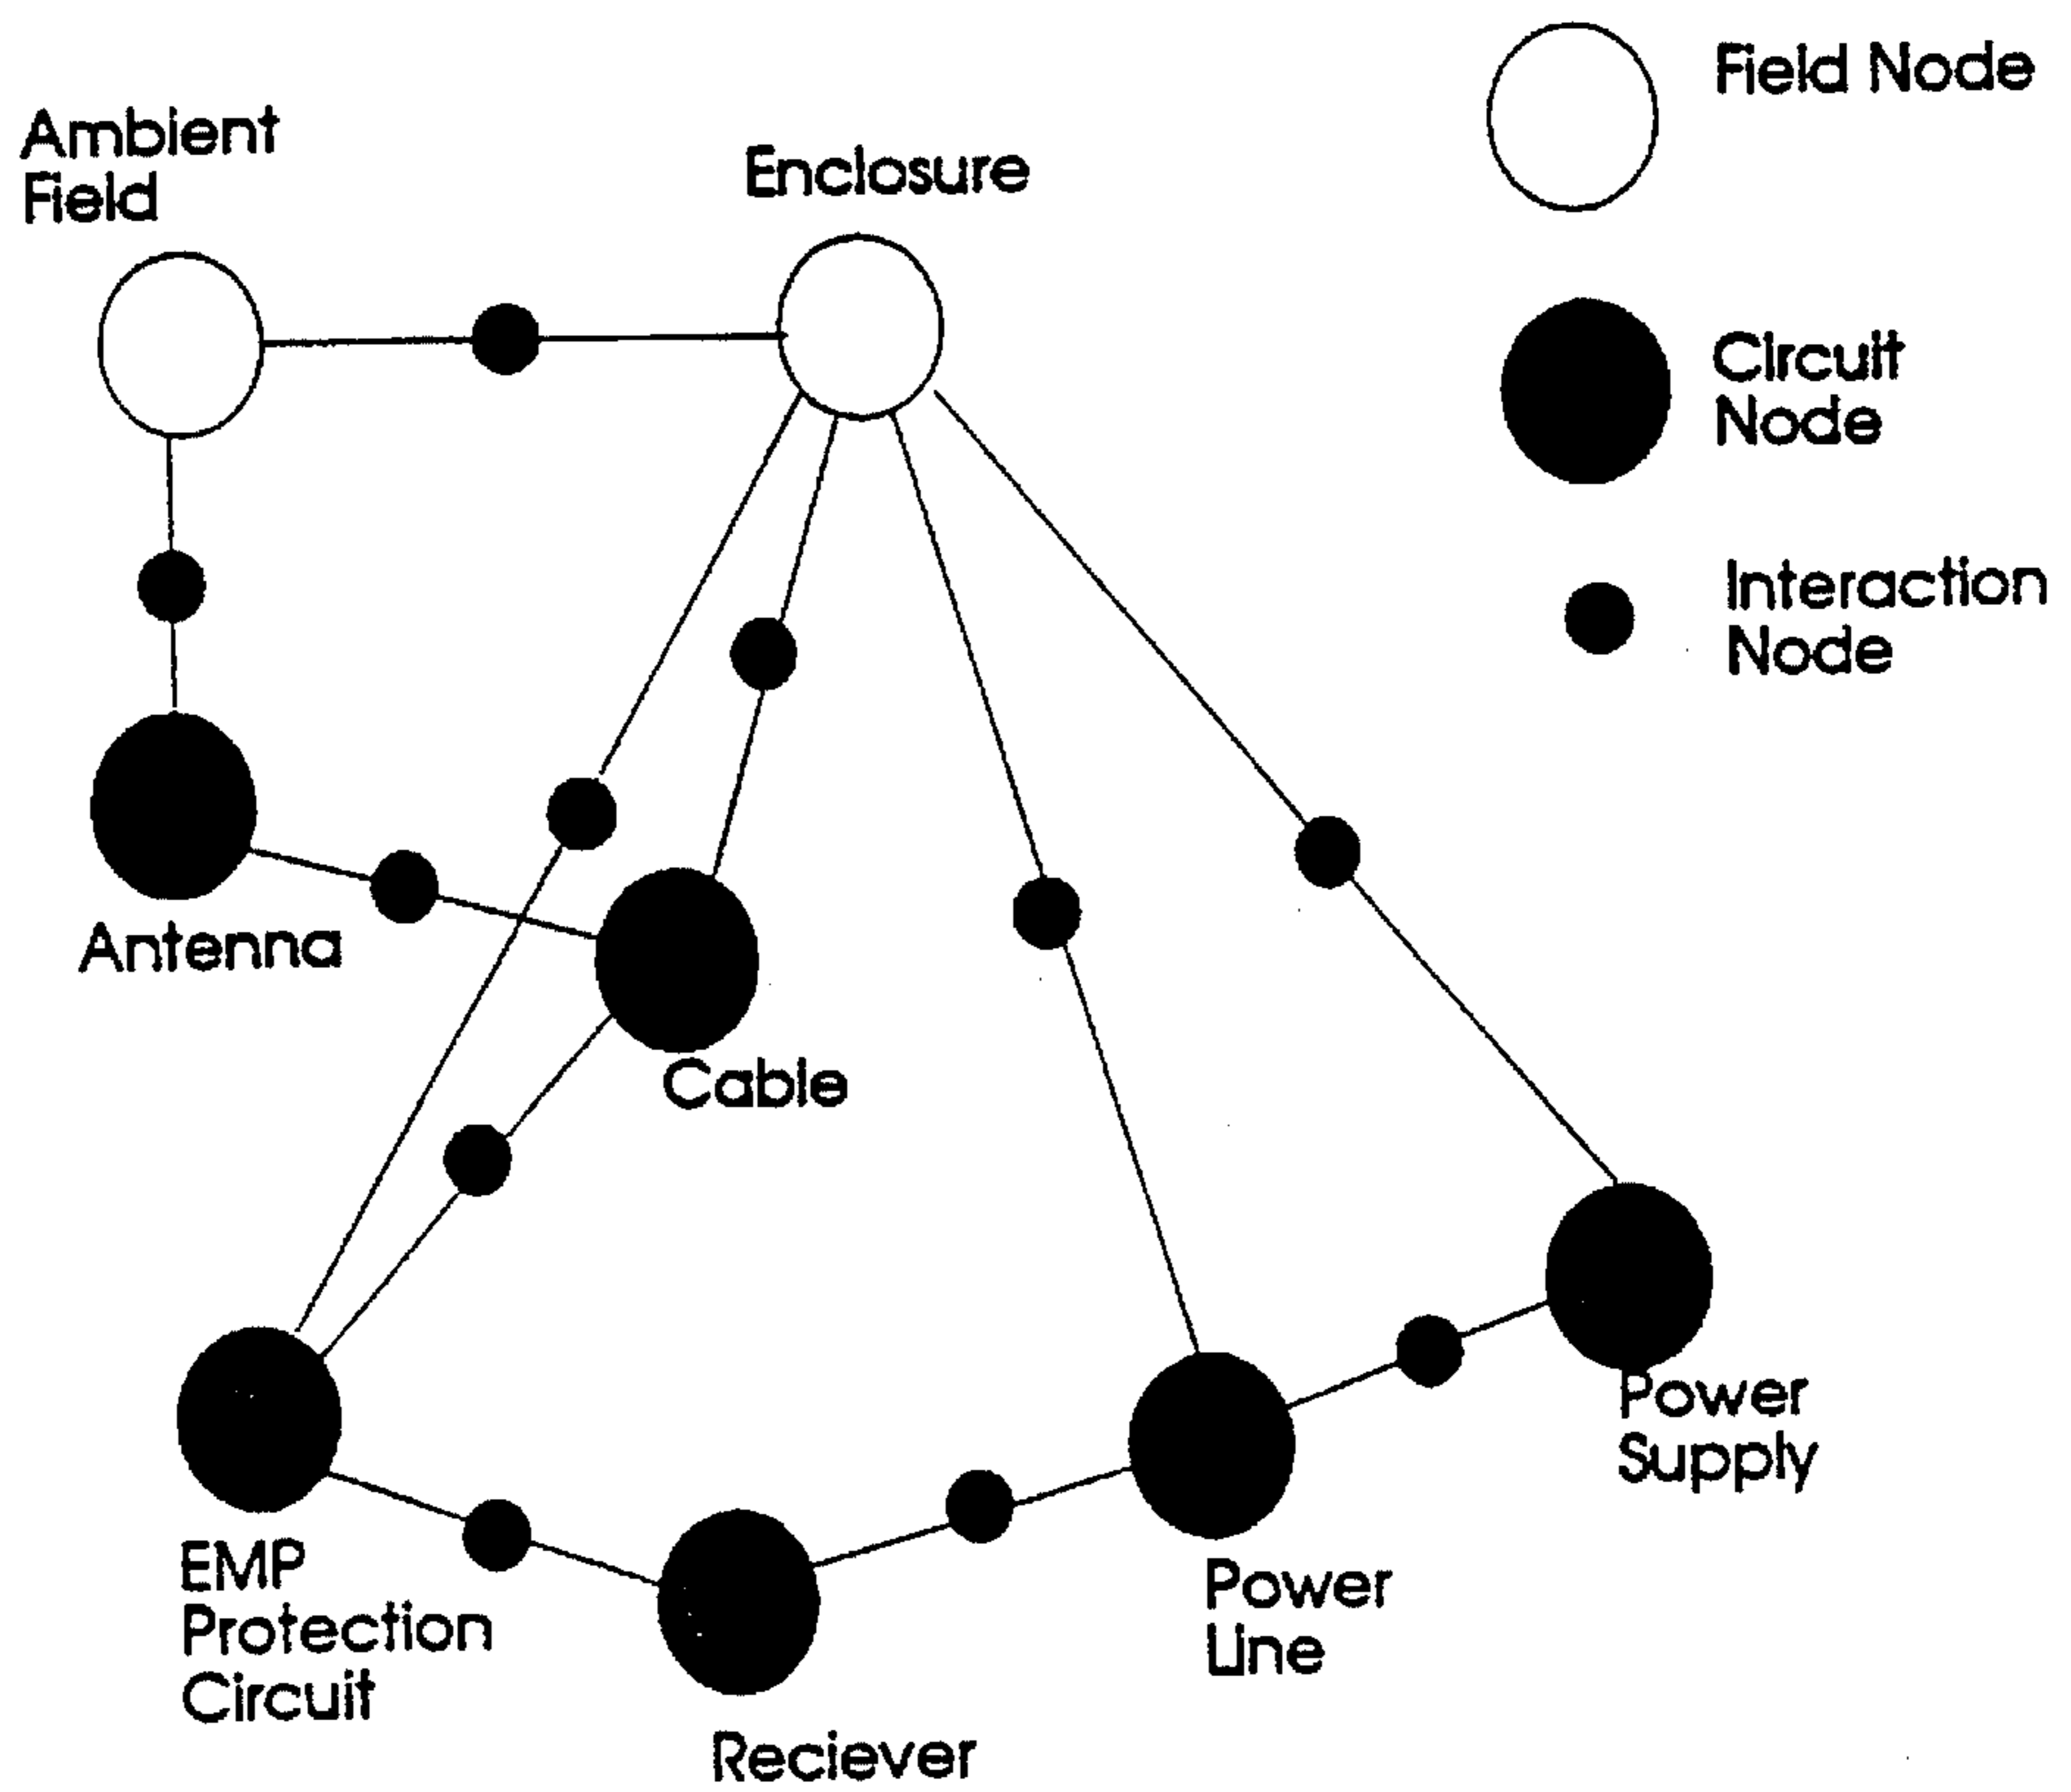 Ambient
Field
Enclosure
Field Node
Circuit
Node
Interaction
Node
Antenna
Cable
Power
Supply
EMP
Protection
Circuit
Power
Line
Reciever